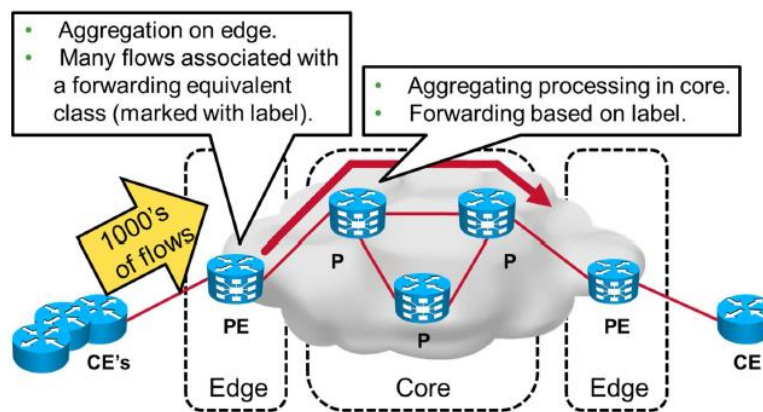 • Aggregation on edge.
• Many flows associated with
a forwarding equivalent
class (marked with label).
• Aggregating processing in core.
• Forwarding based on label.
1000's
of flows
P
P
PE
P
PE
CE's
CE
Edge
Core
Edge